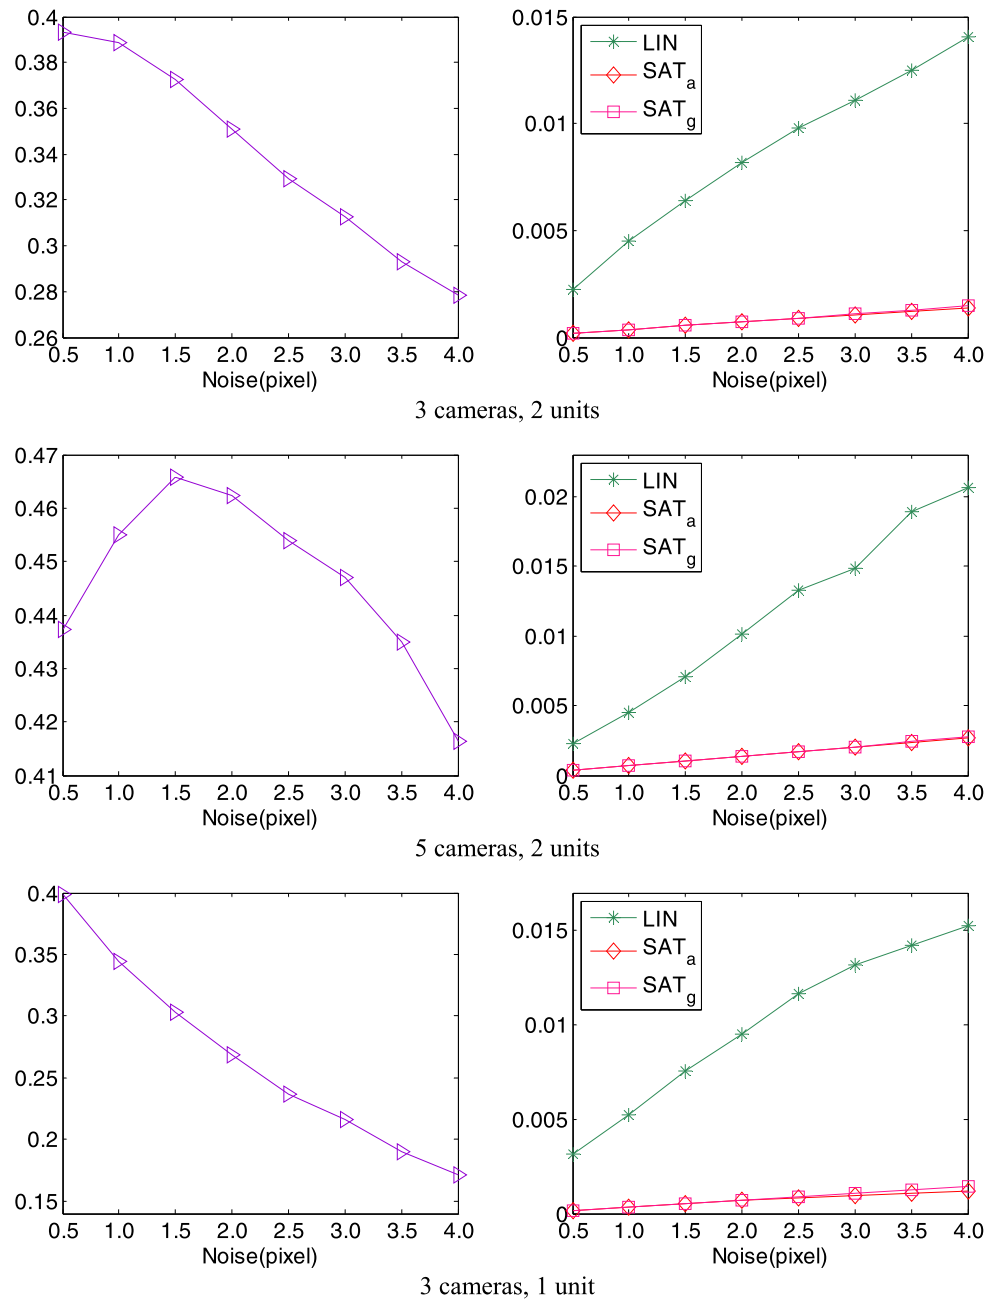 0.4
0.38
0.36
0.34
0.32
0.3
0.28
0.26
0.5 1.0 1.5 2.0 2.5 3.0 3.5 4.0
Noise(pixel)
0.015
0.01
0.005
0
LIN
SATa
SATg
0.5 1.0 1.5 2.0 2.5 3.0 3.5 4.0
Noise(pixel)
3 cameras, 2 units
0.47
0.46
0.45
0.44
0.43
0.42
0.41
0.5 1.0 1.5 2.0 2.5 3.0 3.5 4.0
Noise(pixel)
0.02
0.015
0.01
0.005
0
LIN
SATa
SATg
0.5 1.0 1.5 2.0 2.5 3.0 3.5 4.0
Noise(pixel)
5 cameras, 2 units
0.4
0.35
0.3
0.25
0.2
0.15
0.5 1.0 1.5 2.0 2.5 3.0 3.5 4.0
Noise(pixel)
0.015
0.01
0.005
0
LIN
SATa
SATg
0.5 1.0 1.5 2.0 2.5 3.0 3.5 4.0
Noise(pixel)
3 cameras, 1 unit